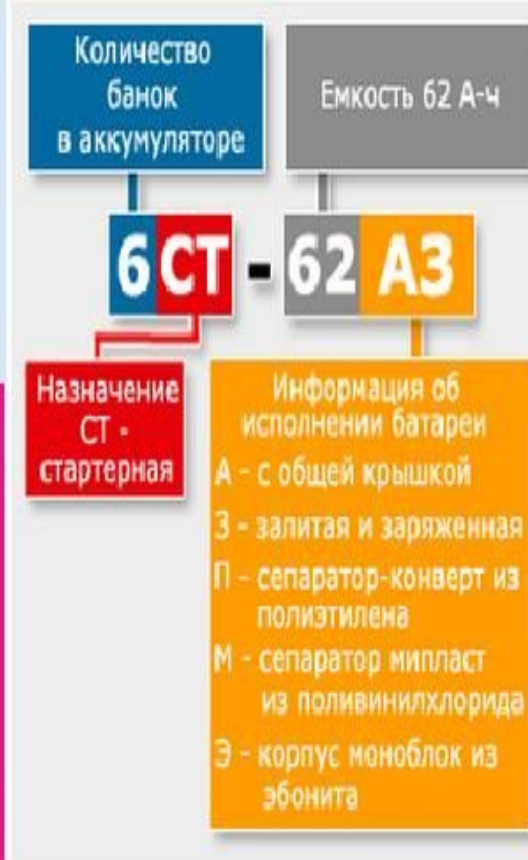 Количество
банок
в аккумуляторе
Емкость 62 А-ч
6СТ - 62 АЗ
Назначение
СТ -
стартерная
Информация об
исполнении батареи
А - с общей крышкой
З - залитая и заряженная
П - сепаратор-конверт из
полиэтилена
М - сепаратор мипласт
из поливинилхлорида
Э - корпус моноблок из
эбонита